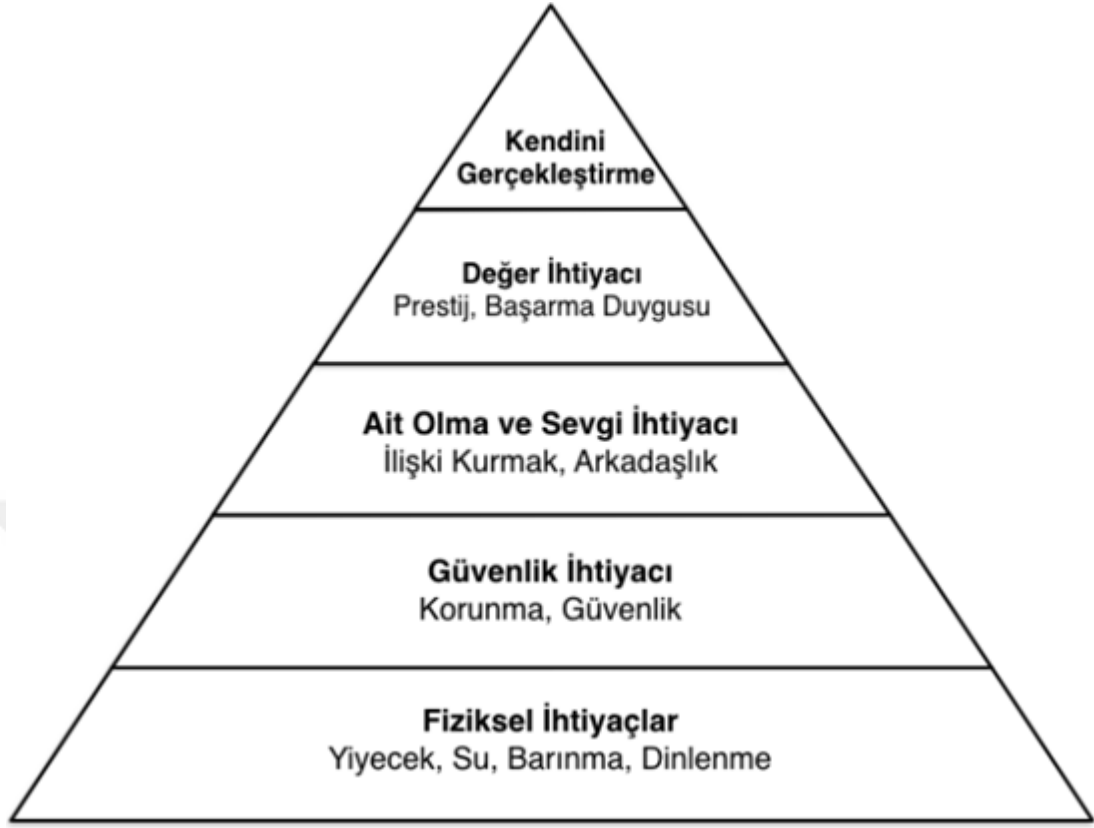 Kendini
Gerçekleştirme
Değer İhtiyacı
Prestij, Başarma Duygusu
Ait Olma ve Sevgi İhtiyacı
İlişki Kurmak, Arkadaşlık
Güvenlik İhtiyacı
Korunma, Güvenlik
Fiziksel İhtiyaçlar
Yiyecek, Su, Barınma, Dinlenme